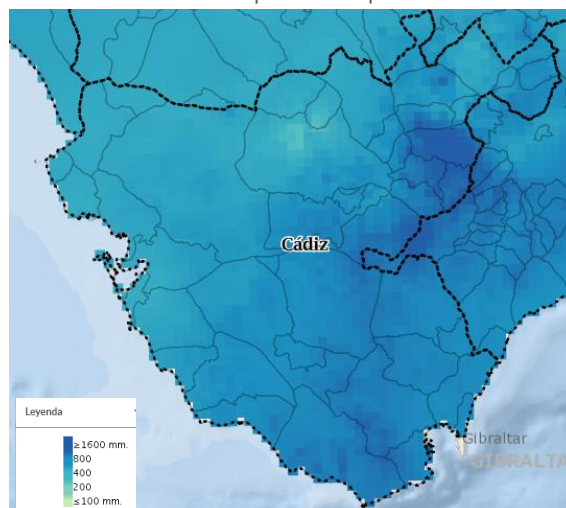 Cádiz
Gibraltar
GIBRALTA
Leyenda
≥1600 mm.
800
400
200
≤100 mm.